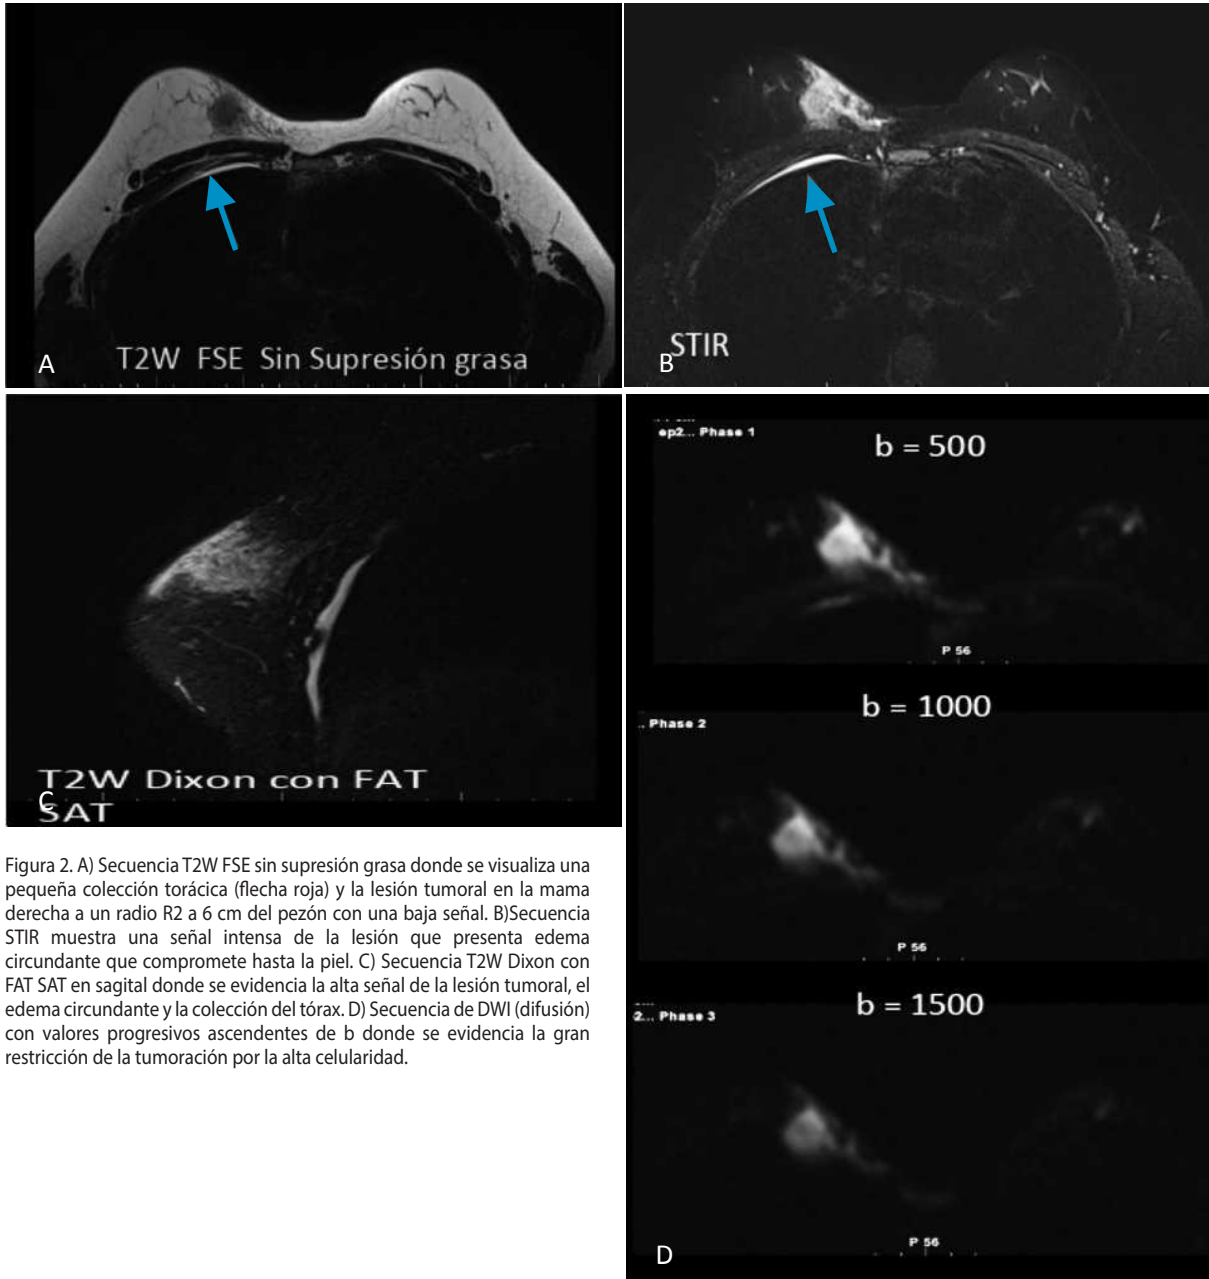 A
T2W FSE Sin Supresión grasa
B
STIR
T2W Dixon con FAT
SAT
C
ep2... Phase 1
b = 500
P 56
b = 1000
. Phase 2
P 56
b = 1500
2... Phase 3
P 56
D
Figura 2. A) Secuencia T2W FSE sin supresión grasa donde se visualiza una
pequeña colección torácica (flecha roja) y la lesión tumoral en la mama
derecha a un radio R2 a 6 cm del pezón con una baja señal. B)Secuencia
STIR muestra una señal intensa de la lesión que presenta edema
circundante que compromete hasta la piel. C) Secuencia T2W Dixon con
FAT SAT en sagital donde se evidencia la alta señal de la lesión tumoral, el
edema circundante y la colección del tórax. D) Secuencia de DWI (difusión)
con valores progresivos ascendentes de b donde se evidencia la gran
restricción de la tumoración por la alta celularidad.